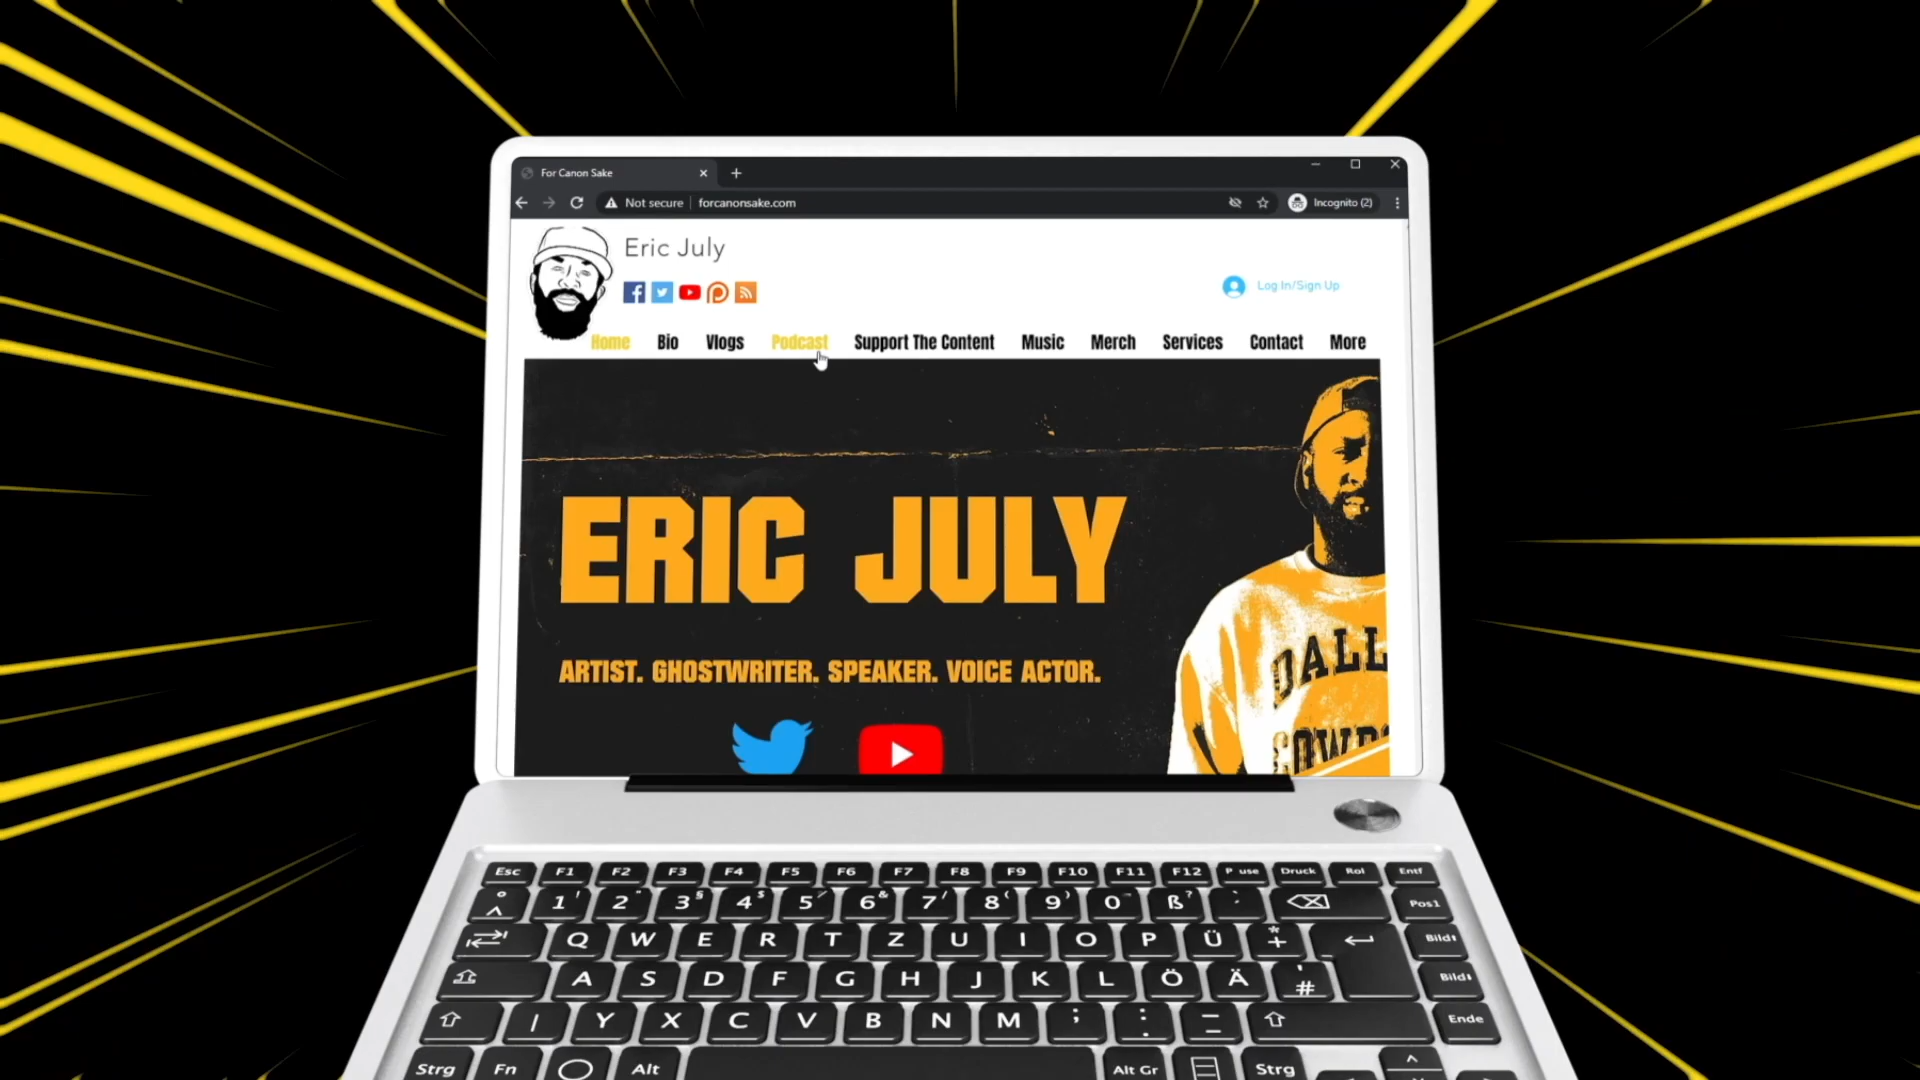 For Canon Sake
Not secure forcanonsake.com Incognito (2)
Eric July
Log In/Sign Up
Home Bio Vlogs Podcast Support The Content Music Merch Services Contact More
ERIC JULY
ARTIST. GHOSTWRITER. SPEAKER. VOICE ACTOR.
DALL
COWB
Esc F1 F2 F3 F4 F5 F6 F7 F8 F9 F10 F11 F12 P use Druck Rol Entf
^ ° 1 ! 2 " 3 § 4 $ 5 6 & 7 / 8 ( 9 ) 0 ß ? Pos1
Q W E R T Z U I O P Ü * + Bild
A S D F G H J K L Ö Ä ' # Bild
| Y X C V B N M ; : _ Ende
Strg Fn Alt Alt Gr Strg